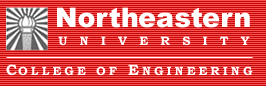 Northeastern
UNIVERSITY
COLLEGE OF ENGINEERING